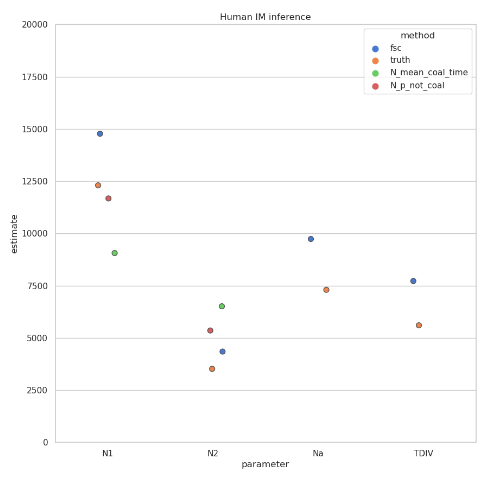 Human IM inference
20000
17500
15000
12500
10000
7500
5000
2500
0
estimate
method
fsc
truth
N_mean_coal_time
N_p_not_coal
N1 N2 Na TDIV
parameter